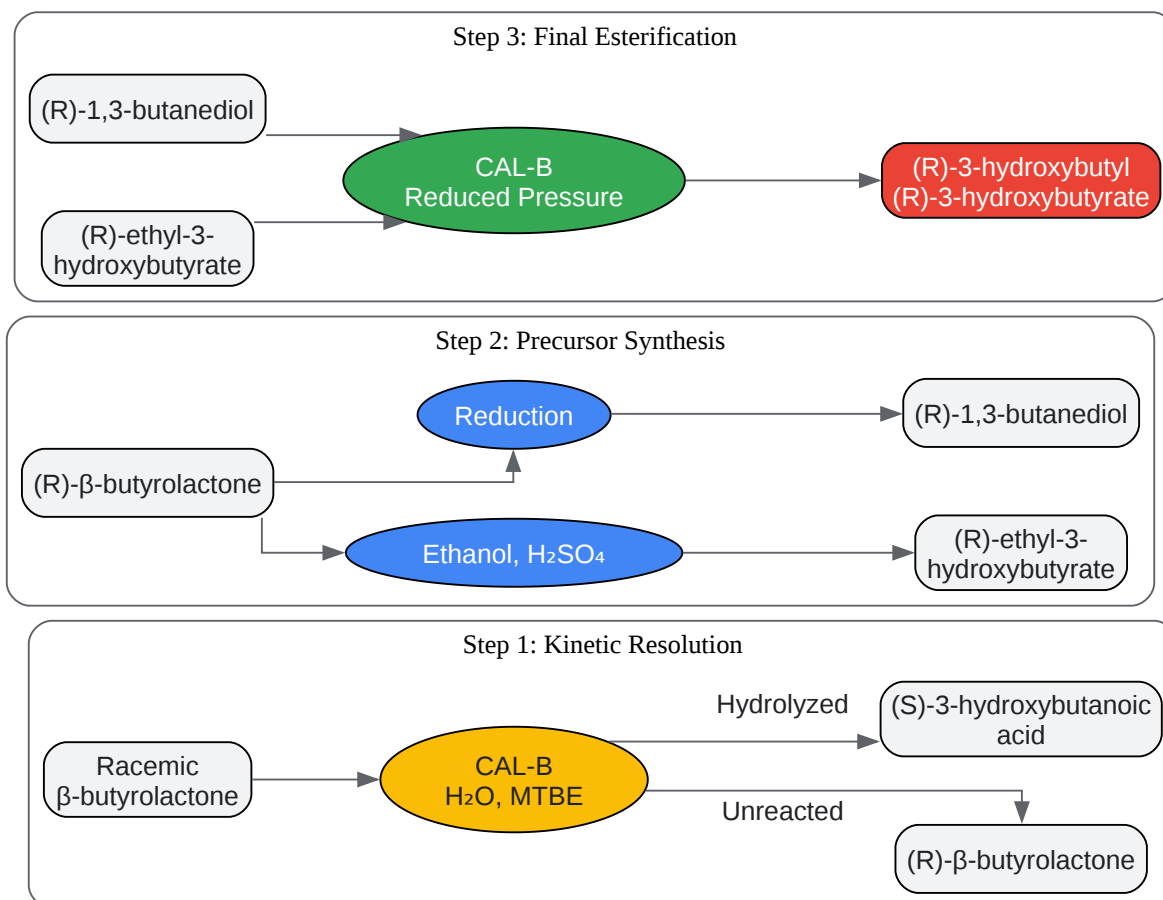 Step 3: Final Esterification
(R)-1,3-butanediol
(R)-ethyl-3-
hydroxybutyrate
CAL-B
Reduced Pressure
(R)-3-hydroxybutyl
(R)-3-hydroxybutyrate
Step 2: Precursor Synthesis
(R)-β-butyrolactone
Reduction
(R)-1,3-butanediol
Ethanol, H₂SO₄
(R)-ethyl-3-
hydroxybutyrate
Step 1: Kinetic Resolution
Racemic
β-butyrolactone
CAL-B
H₂O, MTBE
Hydrolyzed
(S)-3-hydroxybutanoic
acid
Unreacted
(R)-β-butyrolactone